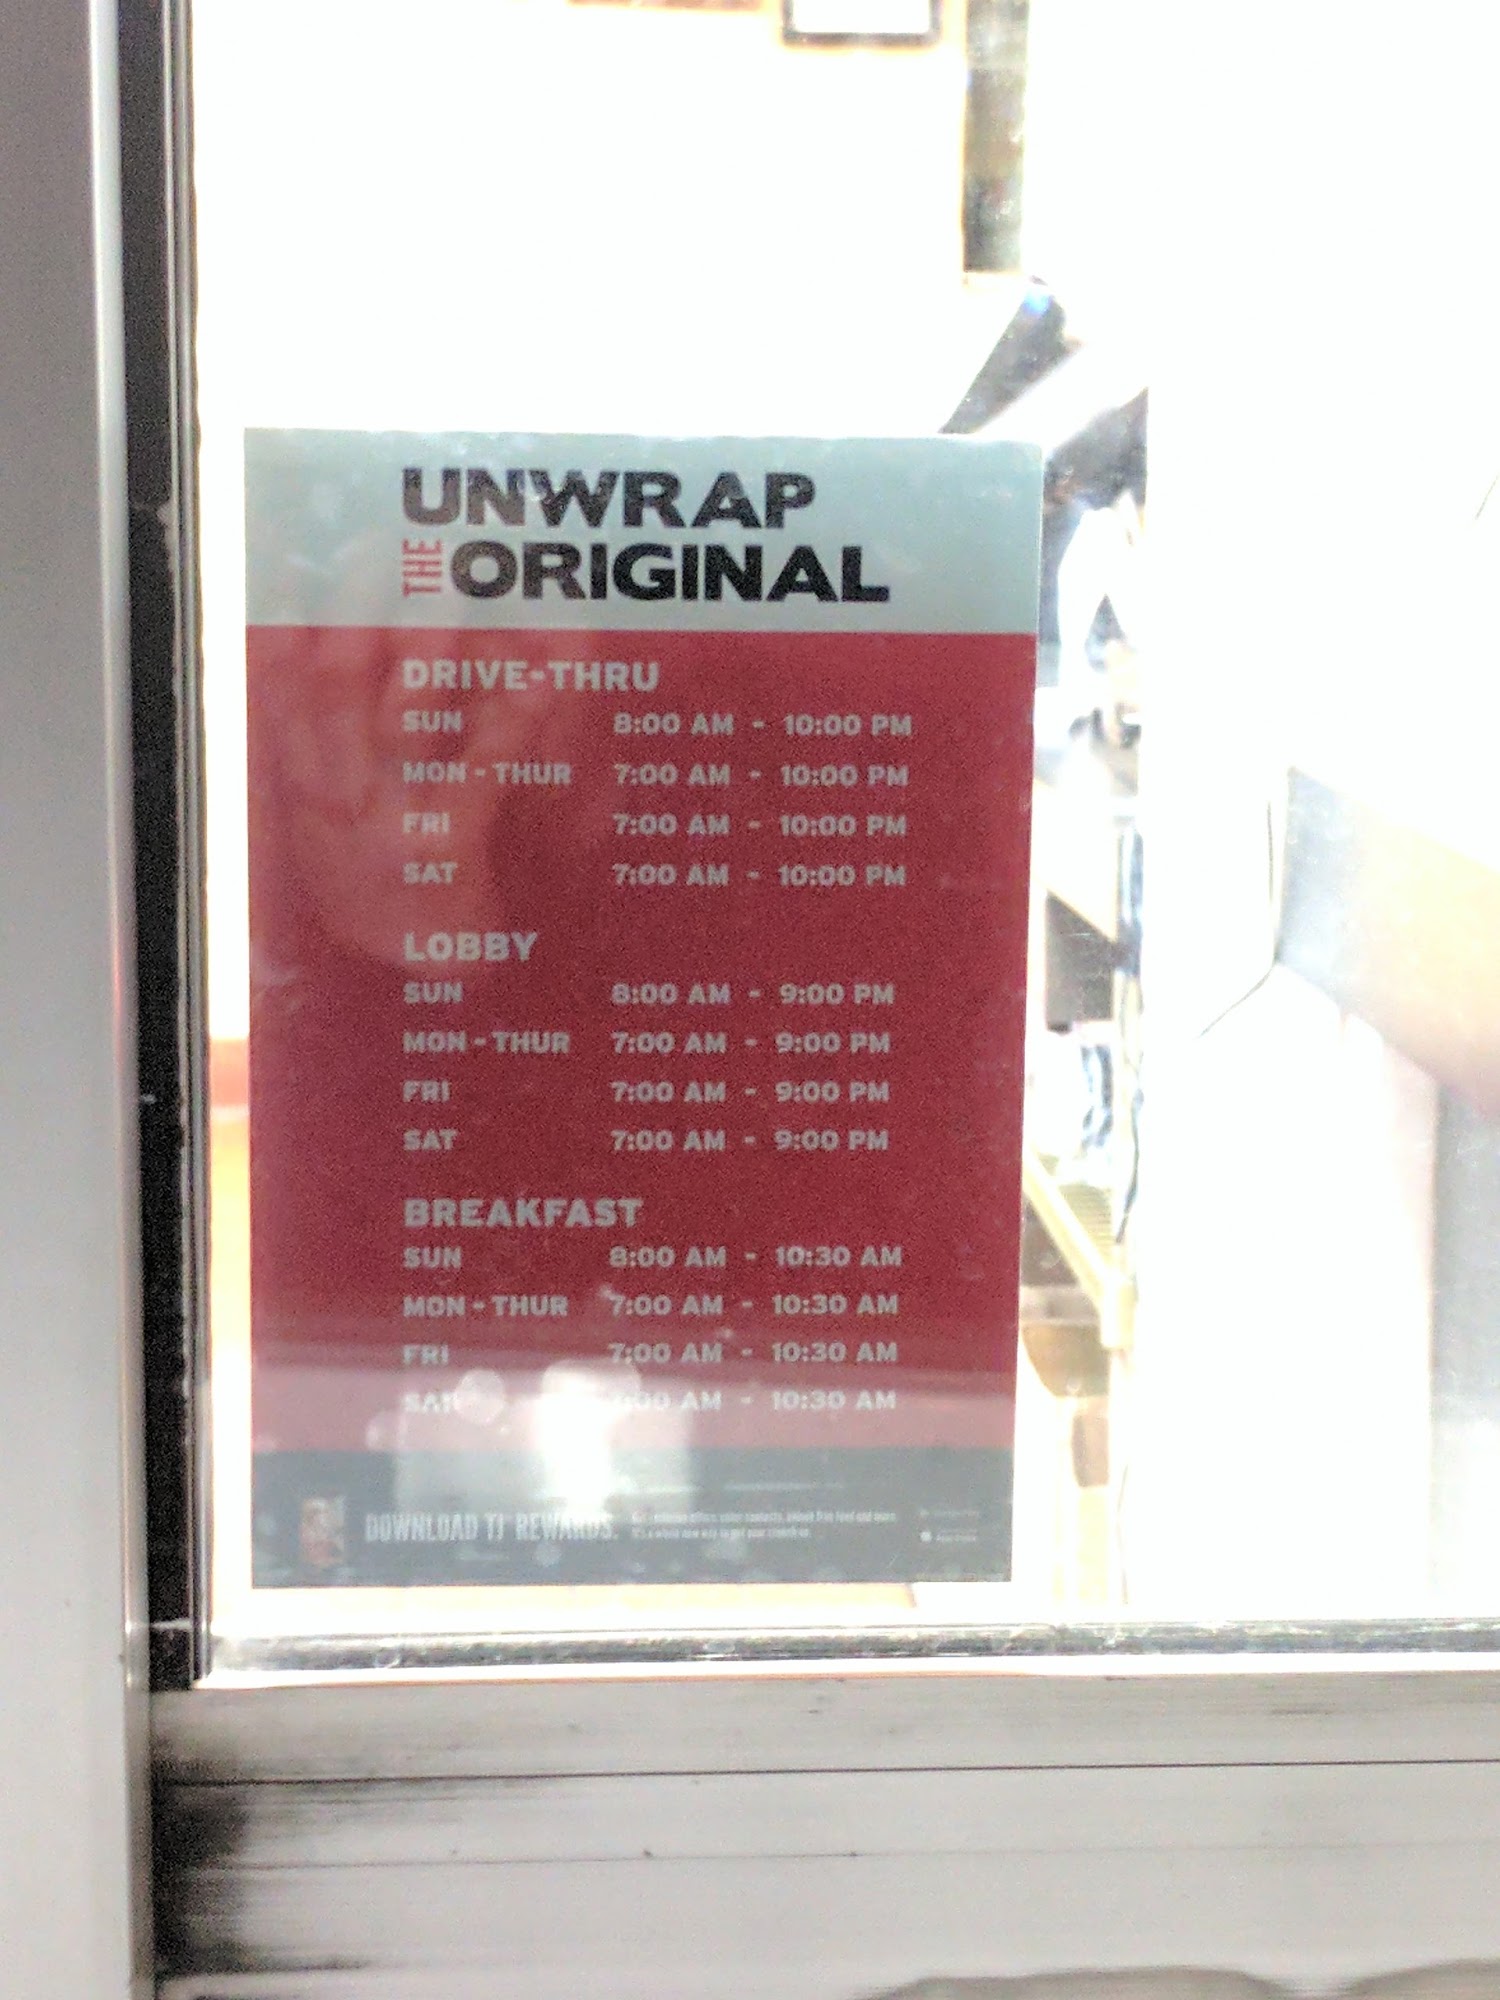 UNWRAP
THE ORIGINAL
DRIVE-THRU
SUN 8:00 AM - 10:00 PM
MON - THUR 7:00 AM - 10:00 PM
FRI 7:00 AM - 10:00 PM
SAT 7:00 AM - 10:00 PM
LOBBY
SUN 8:00 AM - 9:00 PM
MON - THUR 7:00 AM - 9:00 PM
FRI 7:00 AM - 9:00 PM
SAT 7:00 AM - 9:00 PM
BREAKFAST
SUN 8:00 AM - 10:30 AM
MON - THUR 7:00 AM - 10:30 AM
FRI 7:00 AM - 10:30 AM
SAT AM - 10:30 AM
DOWNLOAD TJ REWARDS.